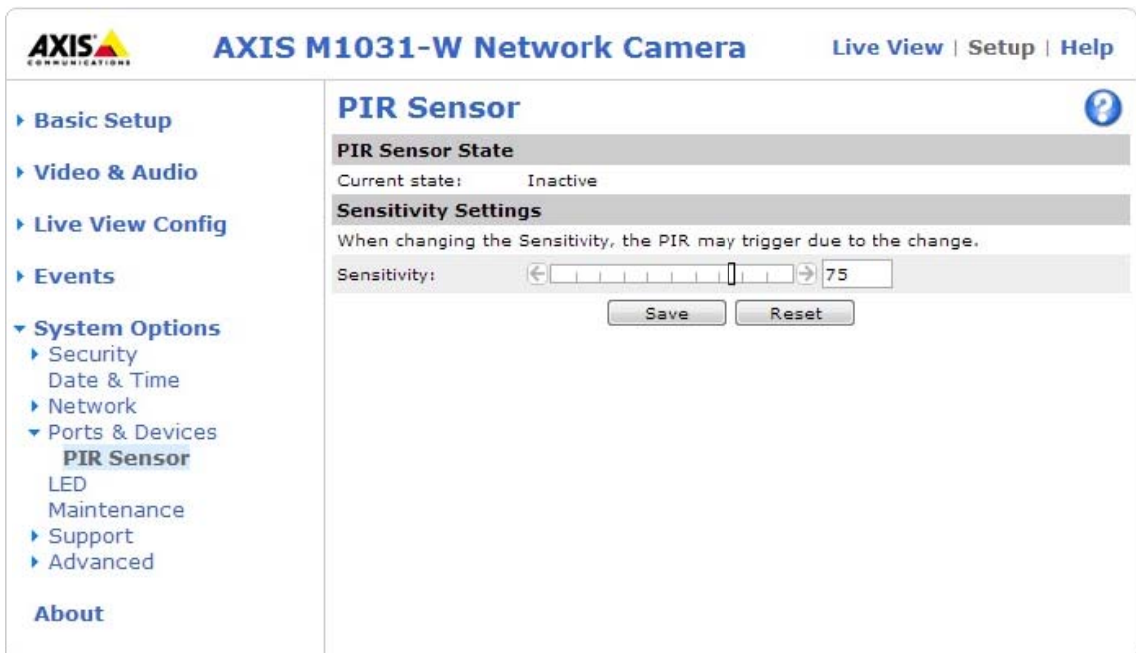 AXIS
COMMUNICATIONS
AXIS M1031-W Network Camera
Live View | Setup | Help
Basic Setup
Video & Audio
Live View Config
Events
System Options
Security
Date & Time
Network
Ports & Devices
PIR Sensor
LED
Maintenance
Support
Advanced
About
PIR Sensor
?
PIR Sensor State
Current state: Inactive
Sensitivity Settings
When changing the Sensitivity, the PIR may trigger due to the change.
Sensitivity: 75
Save Reset